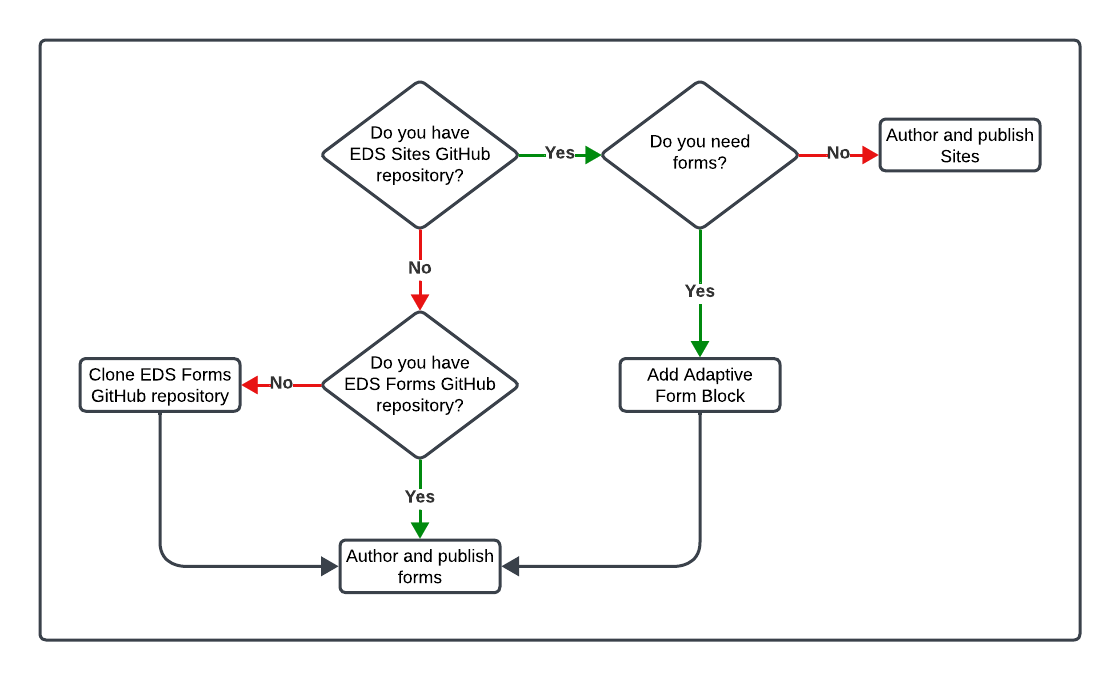 Do you have
EDS Sites GitHub
repository?
Yes
Do you need
forms?
No
Author and publish
Sites
No
Yes
Do you have
EDS Forms GitHub
repository?
No
Clone EDS Forms
GitHub repository
Add Adaptive
Form Block
Yes
Author and publish
forms